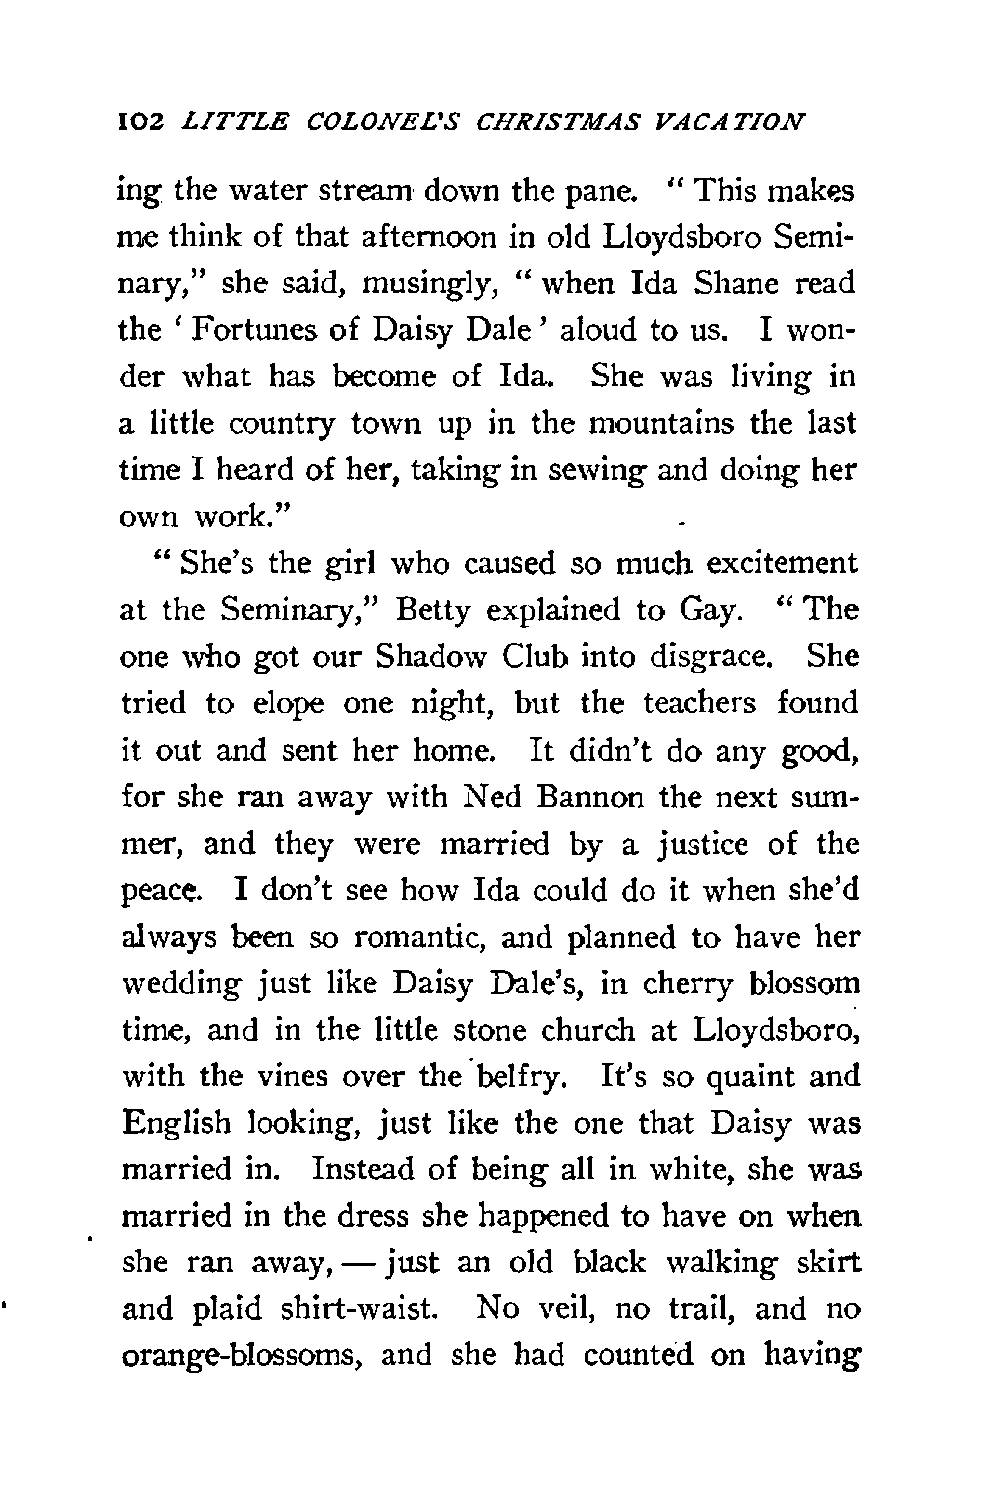 102 LITTLE COLONEL'S CHRISTMAS VACATION
ing the water stream down the pane. " This makes
me think of that afternoon in old Lloydsboro Semi-
nary," she said, musingly, " when Ida Shane read
the ' Fortunes of Daisy Dale ' aloud to us. I won-
der what has become of Ida. She was living in
a little country town up in the mountains the last
time I heard of her, taking in sewing and doing her
own work."
" She's the girl who caused so much excitement
at the Seminary," Betty explained to Gay. " The
one who got our Shadow Club into disgrace. She
tried to elope one night, but the teachers found
it out and sent her home. It didn't do any good,
for she ran away with Ned Bannon the next sum-
mer, and they were married by a justice of the
peace. I don't see how Ida could do it when she'd
always been so romantic, and planned to have her
wedding just like Daisy Dale's, in cherry blossom
time, and in the little stone church at Lloydsboro,
with the vines over the belfry. It's so quaint and
English looking, just like the one that Daisy was
married in. Instead of being all in white, she was
married in the dress she happened to have on when
she ran away, — just an old black walking skirt
and plaid shirt-waist. No veil, no trail, and no
orange-blossoms, and she had counted on having